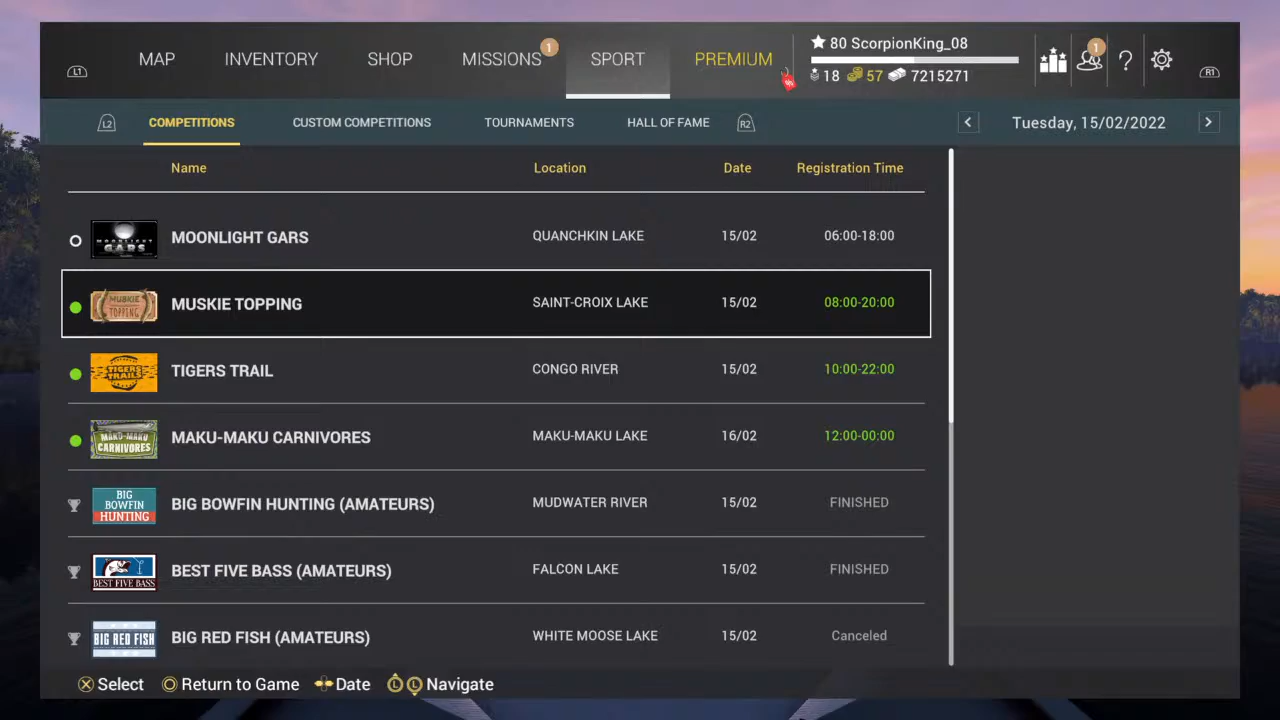 L1 MAP INVENTORY SHOP MISSIONS 1 SPORT PREMIUM % 80 ScorpionKing_08 1 ? R1
18 57 7215271
L2 COMPETITIONS CUSTOM COMPETITIONS TOURNAMENTS HALL OF FAME R2 < Tuesday, 15/02/2022 >
Name Location Date Registration Time
MOONLIGHT GARS MOONLIGHT GARS QUANCHKIN LAKE 15/02 06:00-18:00
MUSKIE TOPPING MUSKIE TOPPING SAINT-CROIX LAKE 15/02 08:00-20:00
TIGERS TRAILS TIGERS TRAIL CONGO RIVER 15/02 10:00-22:00
MAKU-MAKU CARNIVORES MAKU-MAKU CARNIVORES MAKU-MAKU LAKE 16/02 12:00-00:00
BIG BOWFIN HUNTING BIG BOWFIN HUNTING (AMATEURS) MUDWATER RIVER 15/02 FINISHED
BEST FIVE BASS BEST FIVE BASS (AMATEURS) FALCON LAKE 15/02 FINISHED
BIG RED FISH BIG RED FISH (AMATEURS) WHITE MOOSE LAKE 15/02 Canceled
Select Return to Game Date L L Navigate